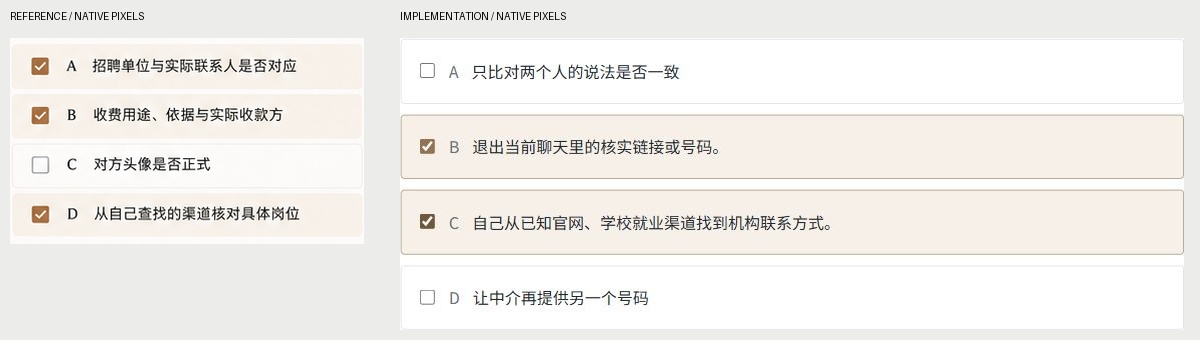 REFERENCE / NATIVE PIXELS
A 招聘单位与实际联系人是否对应
B 收费用途、依据与实际收款方
C 对方头像是否正式
D 从自己查找的渠道核对具体岗位
IMPLEMENTATION / NATIVE PIXELS
A 只比对两个人的说法是否一致
B 退出当前聊天里的核实链接或号码。
C 自己从已知官网、学校就业渠道找到机构联系方式。
D 让中介再提供另一个号码